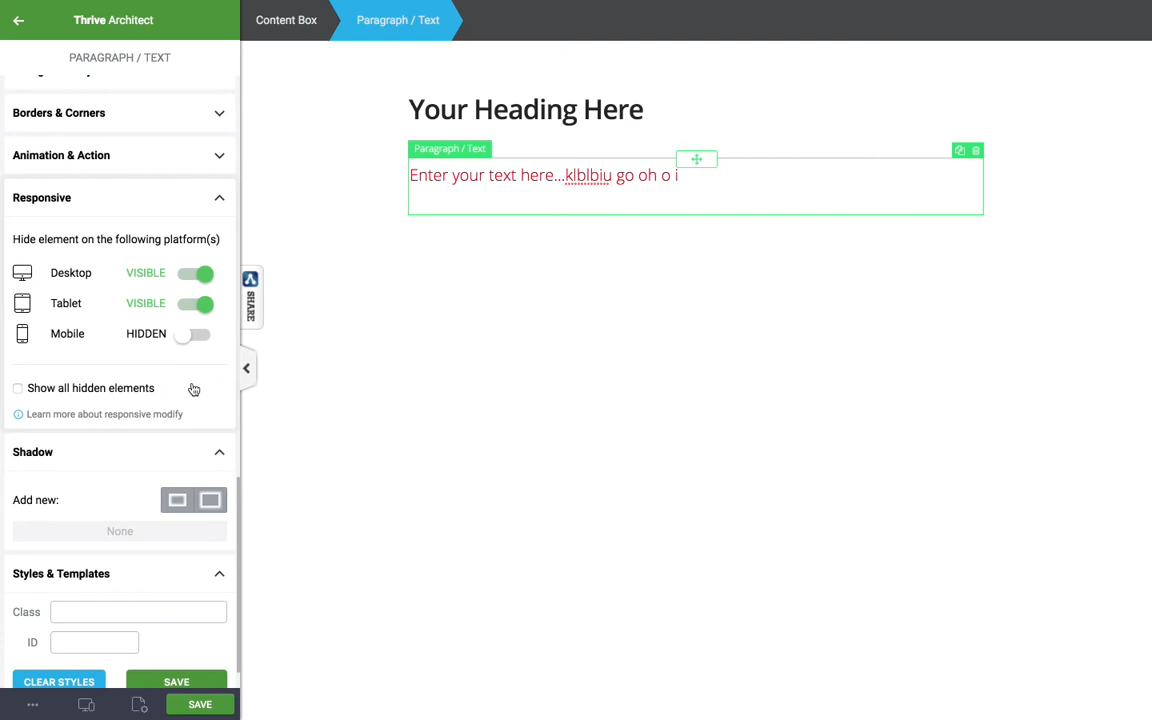 Thrive Architect
Content Box
Paragraph / Text
PARAGRAPH / TEXT
Borders & Corners
Animation & Action
Responsive
Hide element on the following platform(s)
Desktop VISIBLE
Tablet VISIBLE
Mobile HIDDEN
Show all hidden elements
Learn more about responsive modify
Shadow
Add new:
None
Styles & Templates
Class
ID
CLEAR STYLES
SAVE
SAVE
SHARE
Your Heading Here
Paragraph / Text
Enter your text here...klblbiu go oh o i